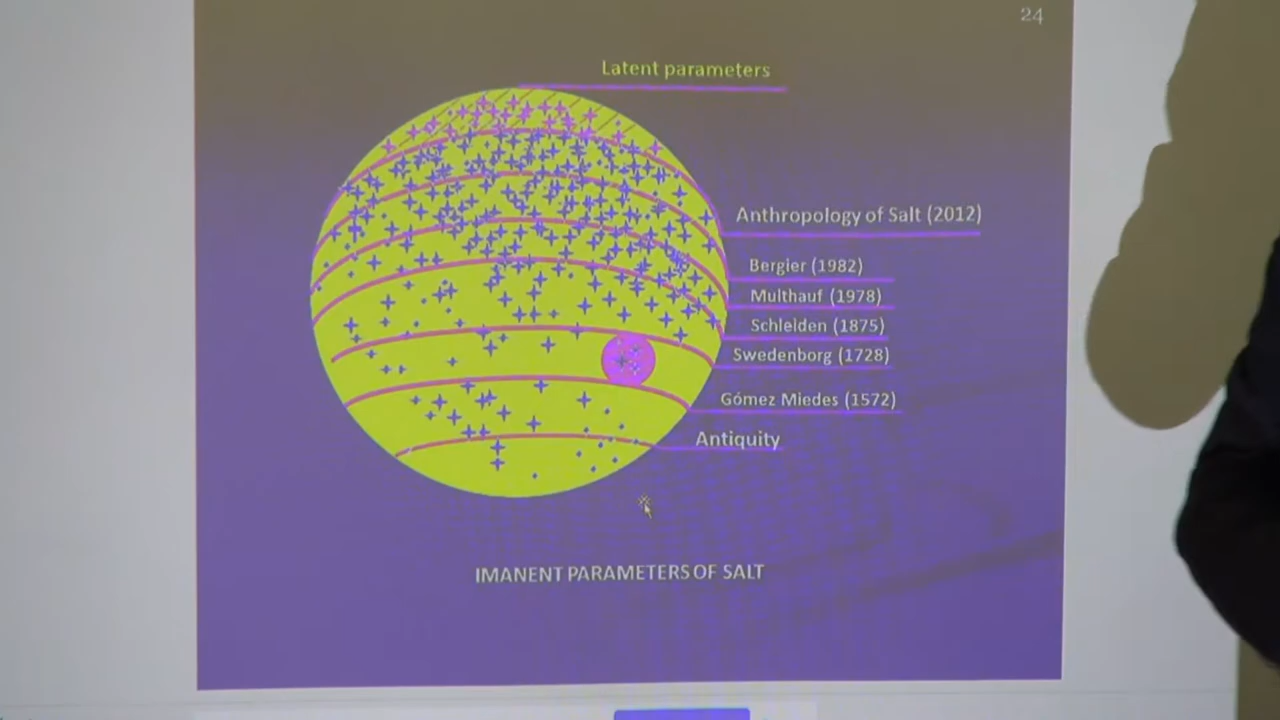 24
Latent parameters
Anthropology of Salt (2012)
Bergier (1982)
Multhauf (1978)
Schleiden (1875)
Swedenborg (1728)
Gómez Miedes (1572)
Antiquity
IMANENT PARAMETERS OF SALT